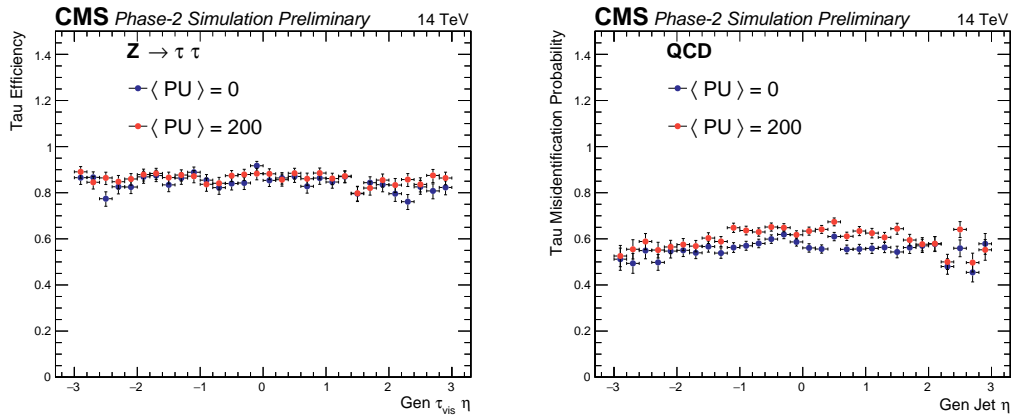 CMS Phase-2 Simulation Preliminary 14 TeV
Tau Efficiency
Z → τ τ
⟨ PU ⟩ = 0
⟨ PU ⟩ = 200
1.4
1.2
1
0.8
0.6
0.4
0.2
0
−3 −2 −1 0 1 2 3
Gen τvis η
CMS Phase-2 Simulation Preliminary 14 TeV
Tau Misidentification Probability
QCD
⟨ PU ⟩ = 0
⟨ PU ⟩ = 200
1.4
1.2
1
0.8
0.6
0.4
0.2
0
−3 −2 −1 0 1 2 3
Gen Jet η